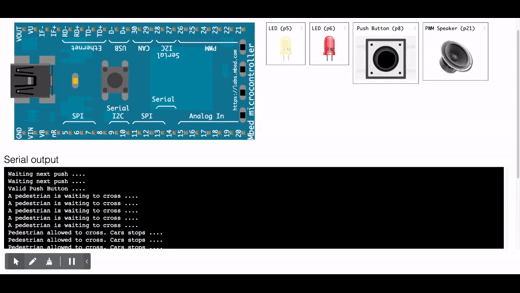 LED (p5)
LED (p6)
Push Button (p8)
PWM Speaker (p21)
VOUT
VU
IF-
IF+
RD-
RD+
TD-
TD+
D-
D+
30
29
28
27
26
25
24
23
22
21
Ethernet
USB
CAN
I2C
Serial
PWM
https://labs.mbed.com
Mbed microcontroller
Serial
Serial
I2C
SPI
SPI
Analog In
GND
VIN
VB
nR
5
6
7
8
9
10
11
12
13
14
15
16
17
18
19
20
Serial output
Waiting next push ....
Waiting next push ....
Valid Push Button ....
A pedestrian is waiting to cross ....
A pedestrian is waiting to cross ....
A pedestrian is waiting to cross ....
A pedestrian is waiting to cross ....
A pedestrian is waiting to cross ....
Pedestrian allowed to cross. Cars stops ....
Pedestrian allowed to cross. Cars stops ....
Pedestrian allowed to cross. Cars stops ....